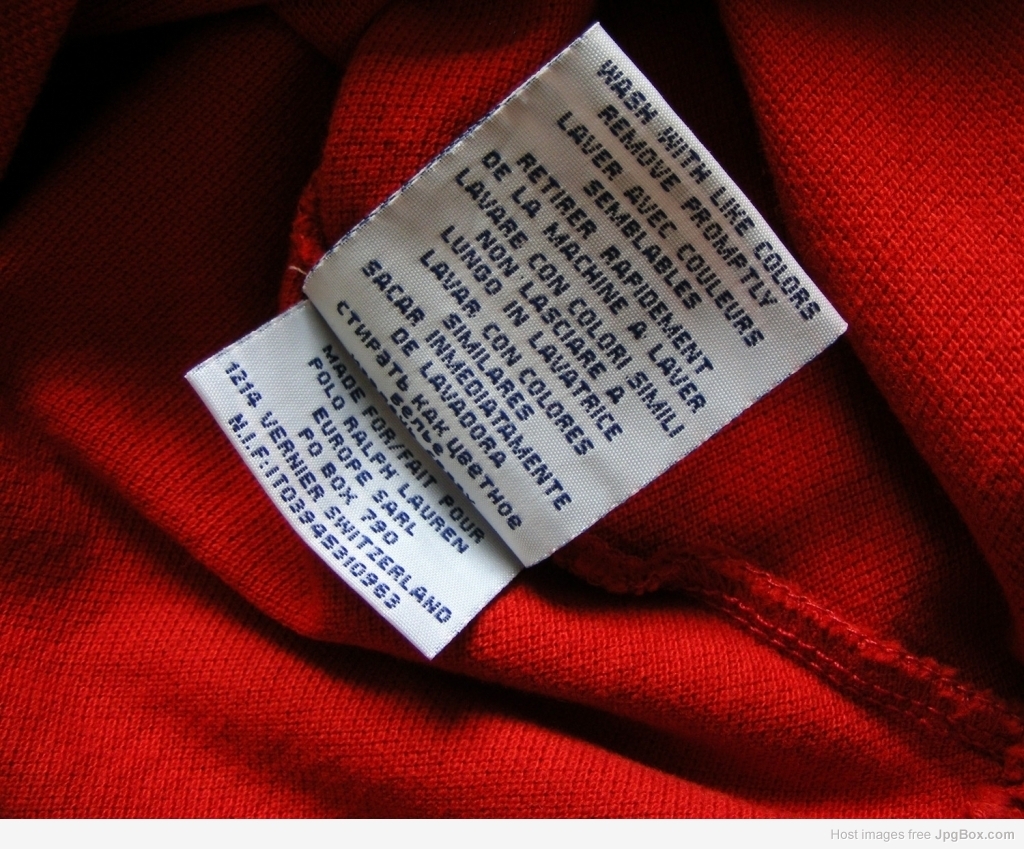 WASH WITH LIKE COLORS
REMOVE PROMPTLY
LAVER AVEC COULEURS
SEMBLABLES
RETIRER RAPIDEMENT
DE LA MACHINE A LAVER
LAVARE CON COLORI SIMILI
NON LASCIARE A
LUNGO IN LAVATRICE
LAVAR CON COLORES
SIMILARES
SACAR INMEDIATAMENTE
DE LAVADORA
стирать как цветное
белье
MADE FOR/FAIT POUR
POLO RALPH LAUREN
EUROPE SARL
PO BOX 790
1214 VERNIER SWITZERLAND
N.I.F.:IT03945310963
Host images free JpgBox.com